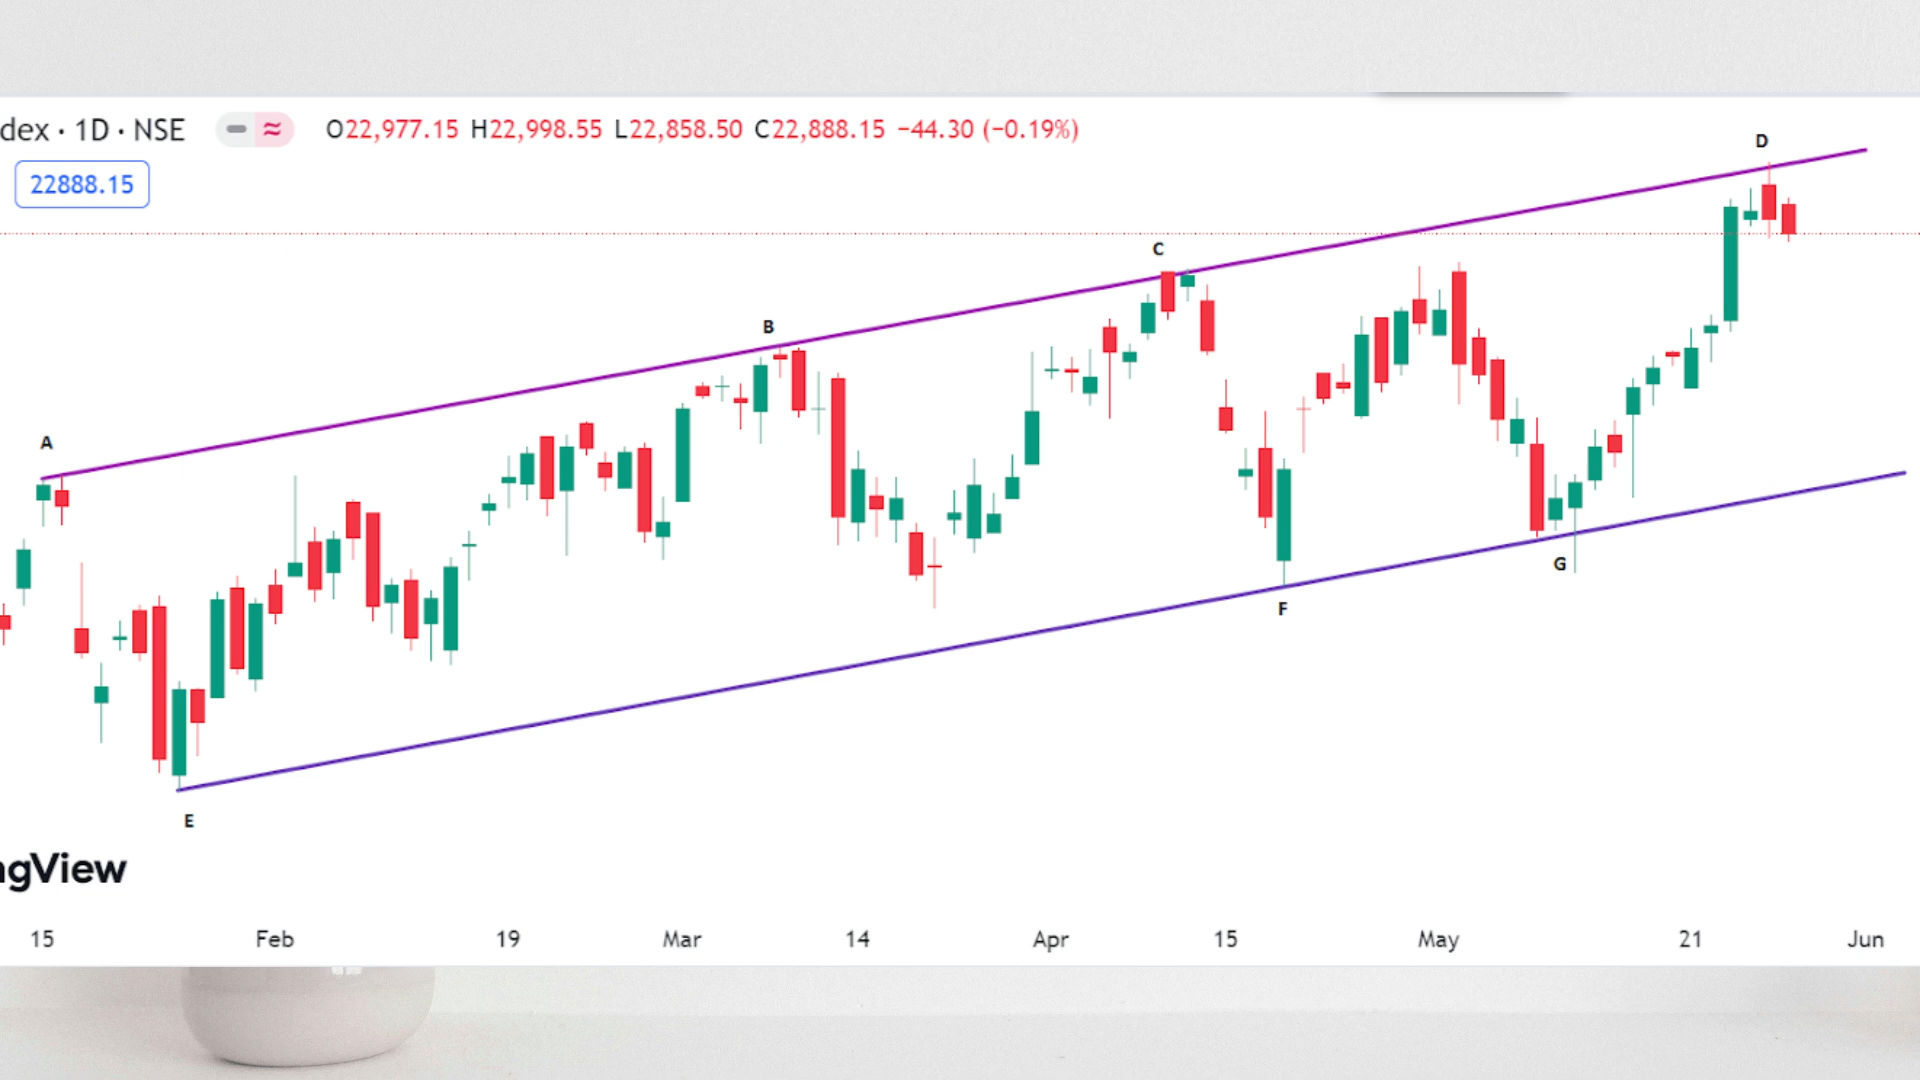 dex · 1D · NSE O22,977.15 H22,998.55 L22,858.50 C22,888.15 −44.30 (−0.19%)
22888.15
D
C
B
A
G
F
E
ngView
15 Feb 19 Mar 14 Apr 15 May 21 Jun